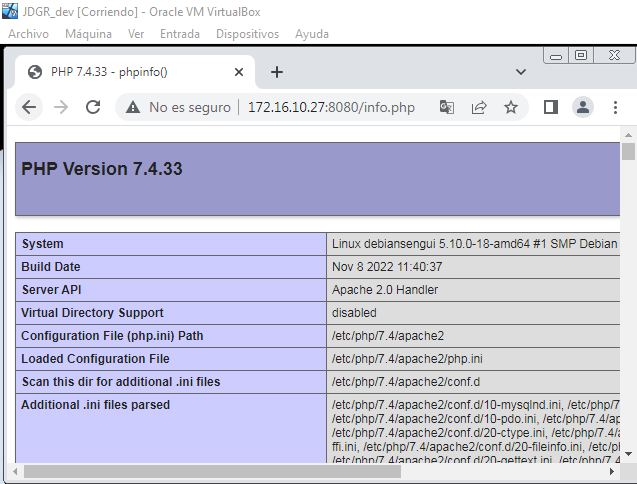 JDGR_dev [Corriendo] - Oracle VM VirtualBox
Archivo Máquina Ver Entrada Dispositivos Ayuda
PHP 7.4.33 - phpinfo()
No es seguro 172.16.10.27:8080/info.php
PHP Version 7.4.33
System Linux debiansengui 5.10.0-18-amd64 #1 SMP Debian
Build Date Nov 8 2022 11:40:37
Server API Apache 2.0 Handler
Virtual Directory Support disabled
Configuration File (php.ini) Path /etc/php/7.4/apache2
Loaded Configuration File /etc/php/7.4/apache2/php.ini
Scan this dir for additional .ini files /etc/php/7.4/apache2/conf.d
Additional .ini files parsed /etc/php/7.4/apache2/conf.d/10-mysqlnd.ini, /etc/php/7
/etc/php/7.4/apache2/conf.d/10-pdo.ini, /etc/php/7.4/ap
/etc/php/7.4/apache2/conf.d/20-ctype.ini, /etc/php/7.4/a
ffi.ini, /etc/php/7.4/apache2/conf.d/20-fileinfo.ini, /etc/
/etc/php/7.4/apache2/conf.d/20-gettext.ini, /etc/php/7.4